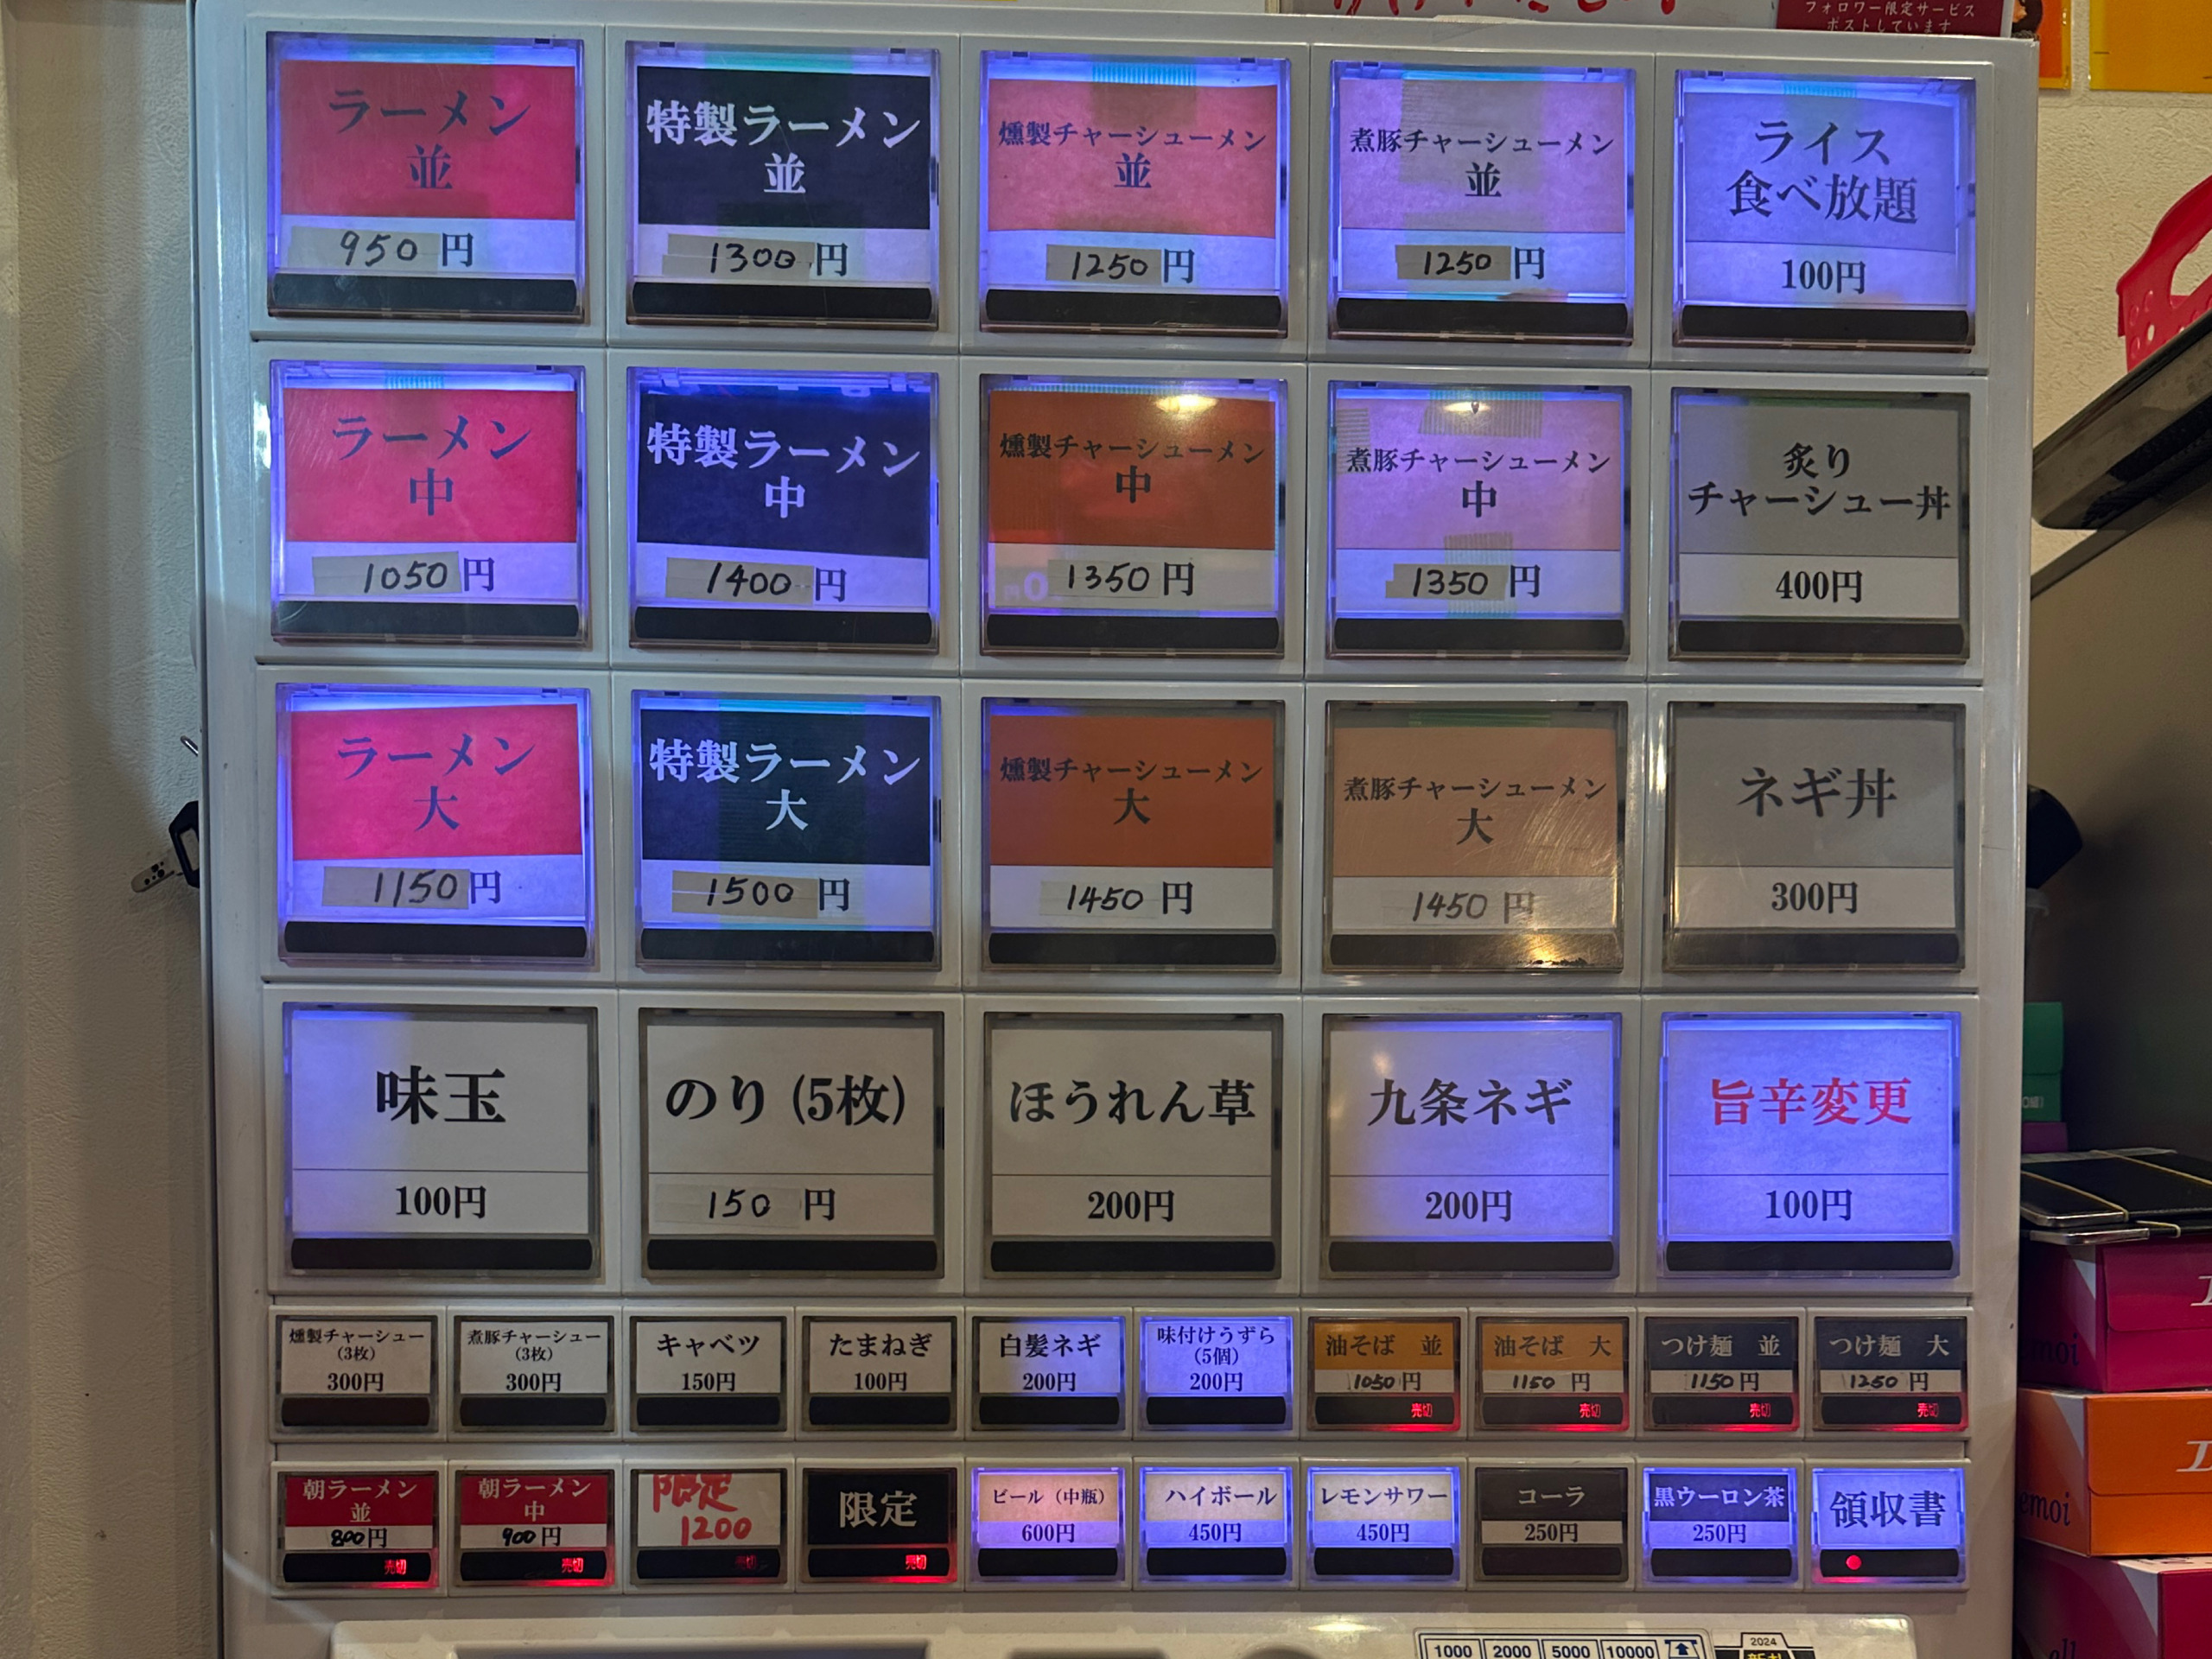 フォロワー限定サービス
ポストしています
ラーメン
並
950円
特製ラーメン
並
1300円
燻製チャーシューメン
並
1250円
煮豚チャーシューメン
並
1250円
ライス
食べ放題
100円
ラーメン
中
1050円
特製ラーメン
中
1400円
燻製チャーシューメン
中
1350円
煮豚チャーシューメン
中
1350円
炙り
チャーシュー丼
400円
ラーメン
大
1150円
特製ラーメン
大
1500円
燻製チャーシューメン
大
1450円
煮豚チャーシューメン
大
1450円
ネギ丼
300円
味玉
100円
のり(5枚)
150円
ほうれん草
200円
九条ネギ
200円
旨辛変更
100円
燻製チャーシュー
(3枚)
300円
煮豚チャーシュー
(3枚)
300円
キャベツ
150円
たまねぎ
100円
白髪ネギ
200円
味付けうずら
(5個)
200円
油そば 並
1050円
売切
油そば 大
1150円
売切
つけ麺 並
1150円
売切
つけ麺 大
1250円
売切
朝ラーメン
並
800円
売切
朝ラーメン
中
900円
売切
限定
1200
売切
限定
売切
ビール(中瓶)
600円
ハイボール
450円
レモンサワー
450円
コーラ
250円
黒ウーロン茶
250円
領収書
1000 2000 5000 10000
2024